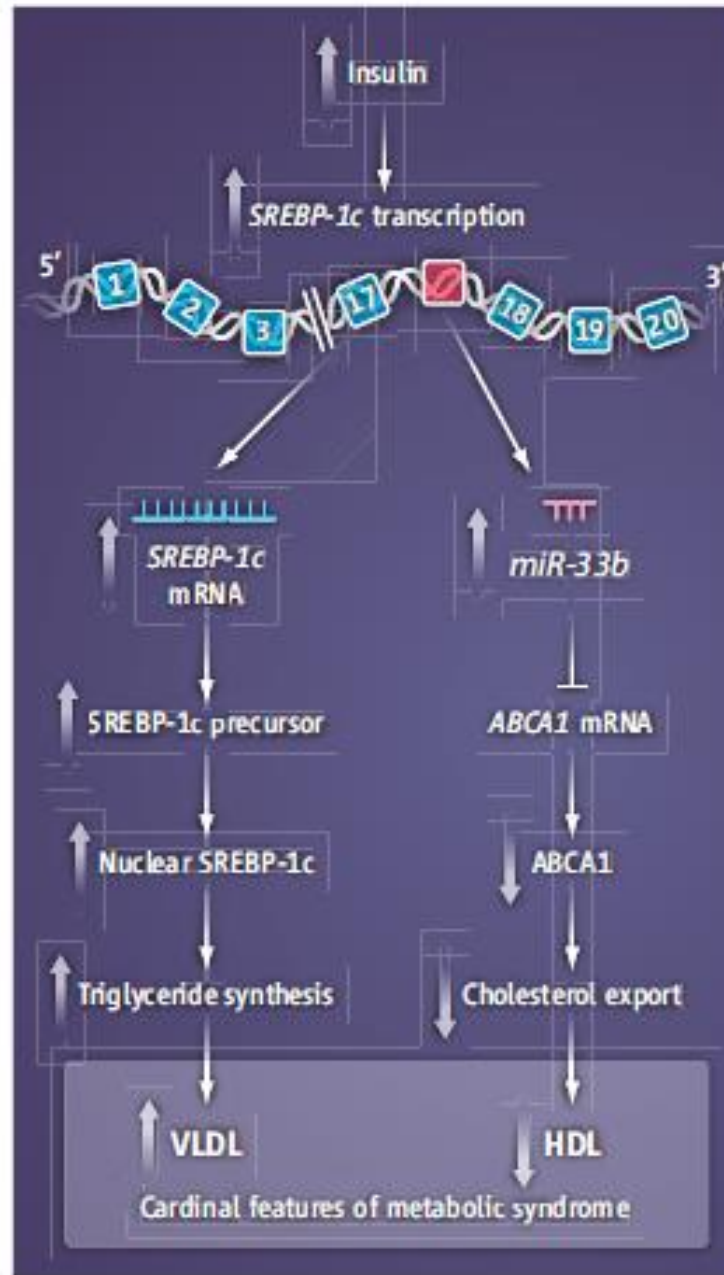 Insulin
SREBP-1c transcription
5′
3′
1
2
3
17
18
19
20
SREBP-1c
mRNA
miR-33b
SREBP-1c precursor
ABCA1 mRNA
Nuclear SREBP-1c
ABCA1
Triglyceride synthesis
Cholesterol export
VLDL
HDL
Cardinal features of metabolic syndrome